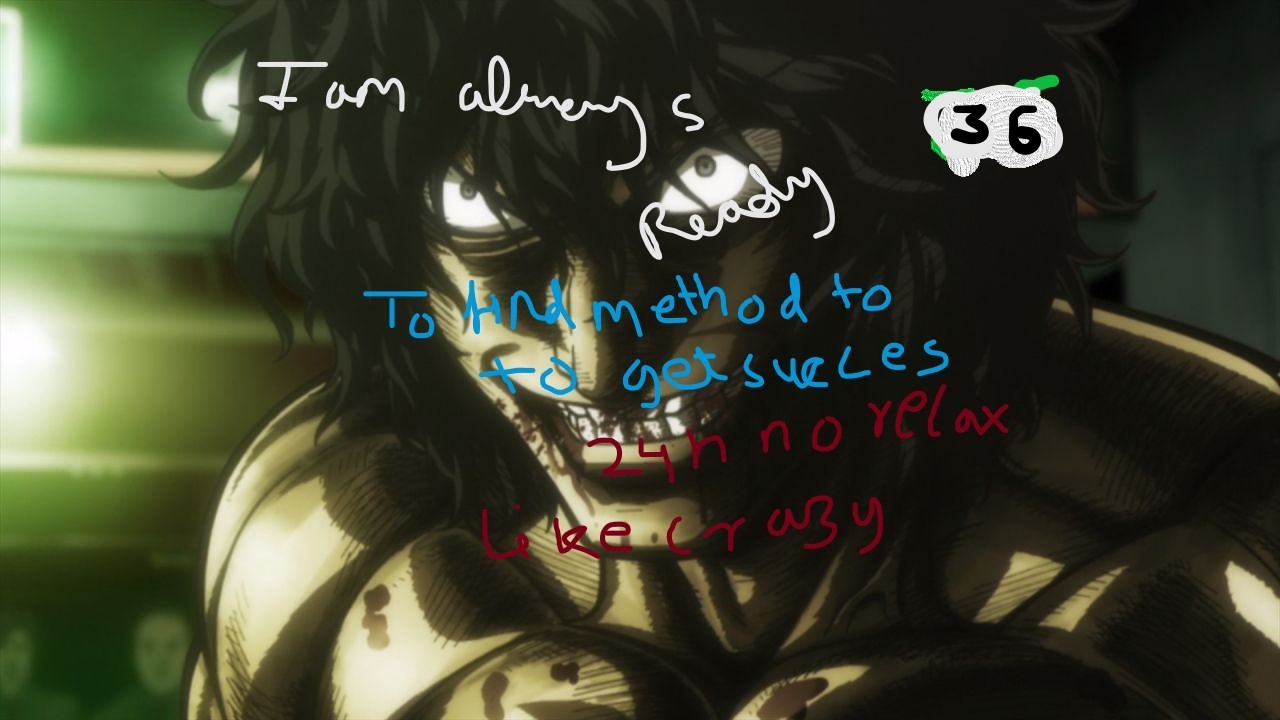 I am always
36
Ready
To find method to
to get succes
24h no relax
Like crazy